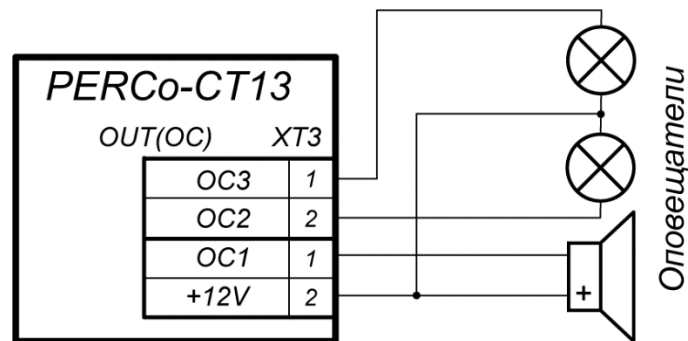 PERCo-CT13
OUT(OC) XT3
OC3 1
OC2 2
OC1 1
+12V 2
+
Оповещатели